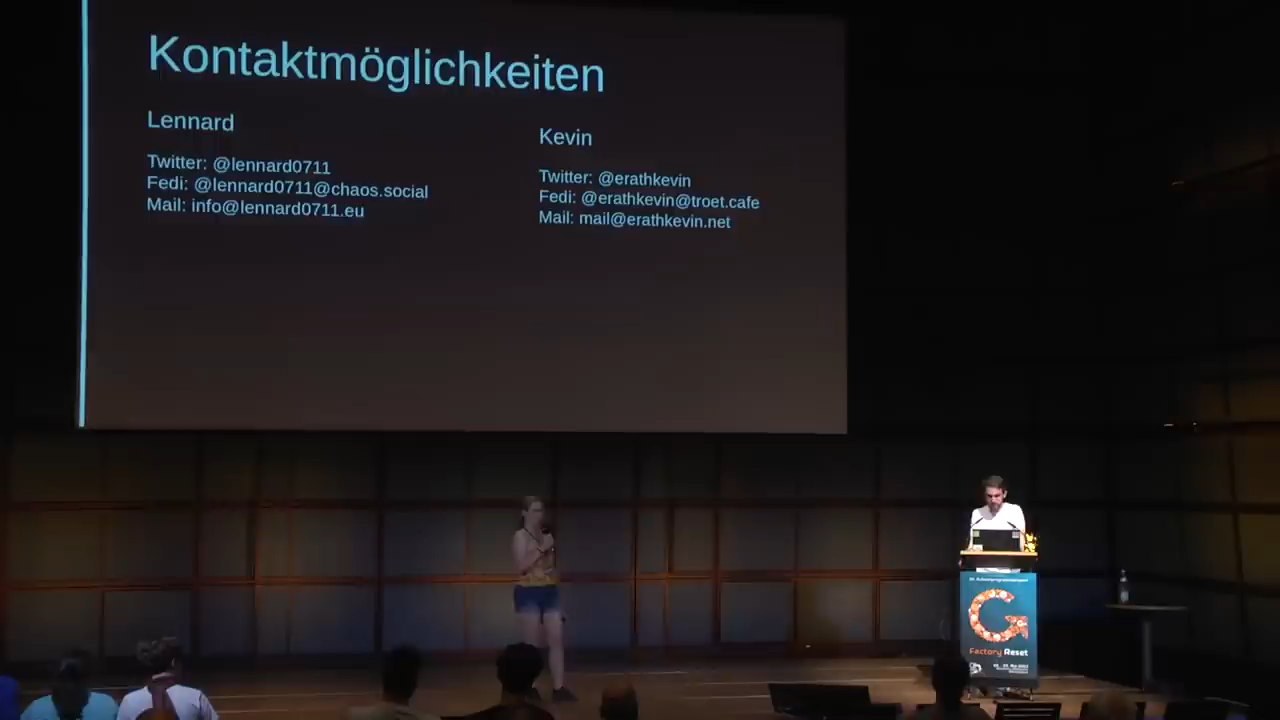 Kontaktmöglichkeiten
Lennard
Twitter: @lennard0711
Fedi: @lennard0711@chaos.social
Mail: info@lennard0711.eu
Kevin
Twitter: @erathkevin
Fedi: @erathkevin@troet.cafe
Mail: mail@erathkevin.net
Factory Reset